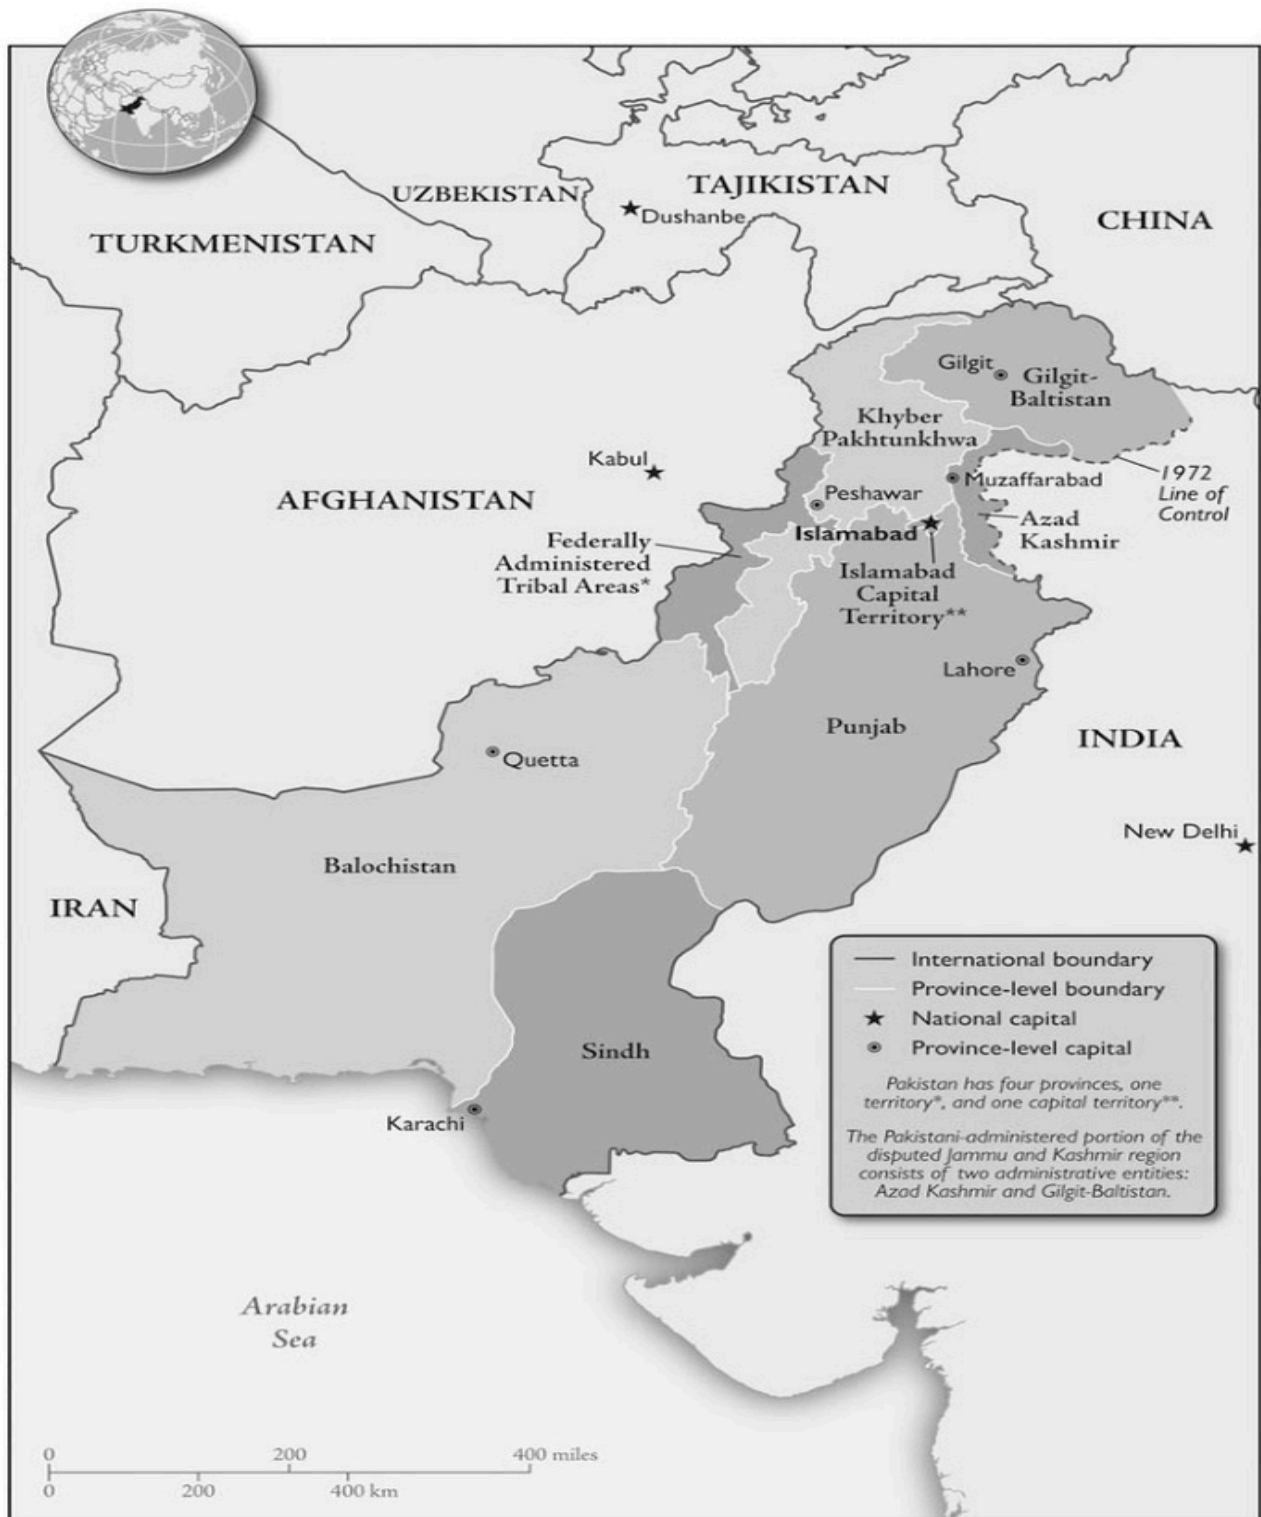 UZBEKISTAN
TAJIKISTAN
Dushanbe
CHINA
TURKMENISTAN
Gilgit
Gilgit-
Baltistan
Khyber
Pakhtunkhwa
Kabul
1972
Line of
Control
Muzaffarabad
AFGHANISTAN
Peshawar
Azad
Kashmir
Islamabad
Federally
Administered
Tribal Areas*
Islamabad
Capital
Territory**
Lahore
Punjab
INDIA
Quetta
New Delhi
Balochistan
IRAN
International boundary
Province-level boundary
National capital
Province-level capital
Pakistan has four provinces, one
territory*, and one capital territory**.
The Pakistani-administered portion of the
disputed Jammu and Kashmir region
consists of two administrative entities:
Azad Kashmir and Gilgit-Baltistan.
Sindh
Karachi
Arabian
Sea
0 200 400 miles
0 200 400 km